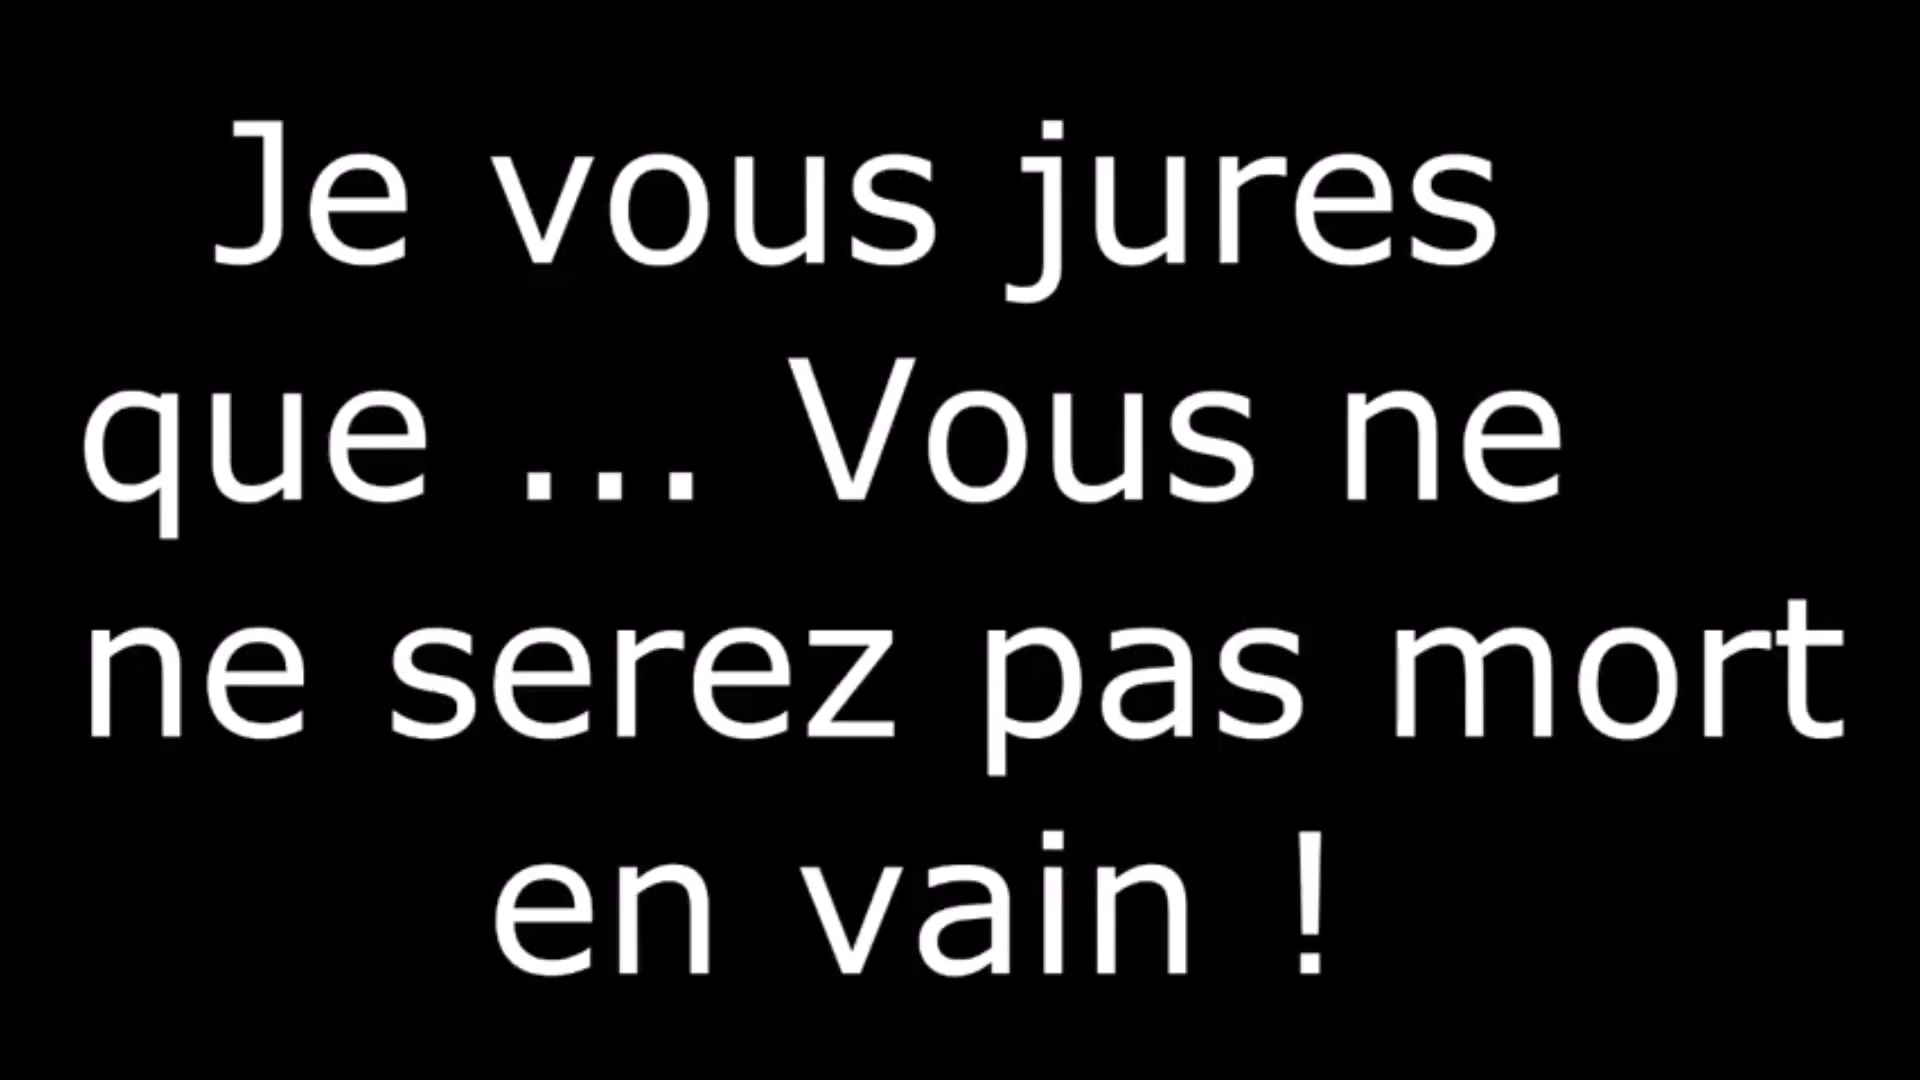 Je vous jures
que ... Vous ne
ne serez pas mort
en vain !